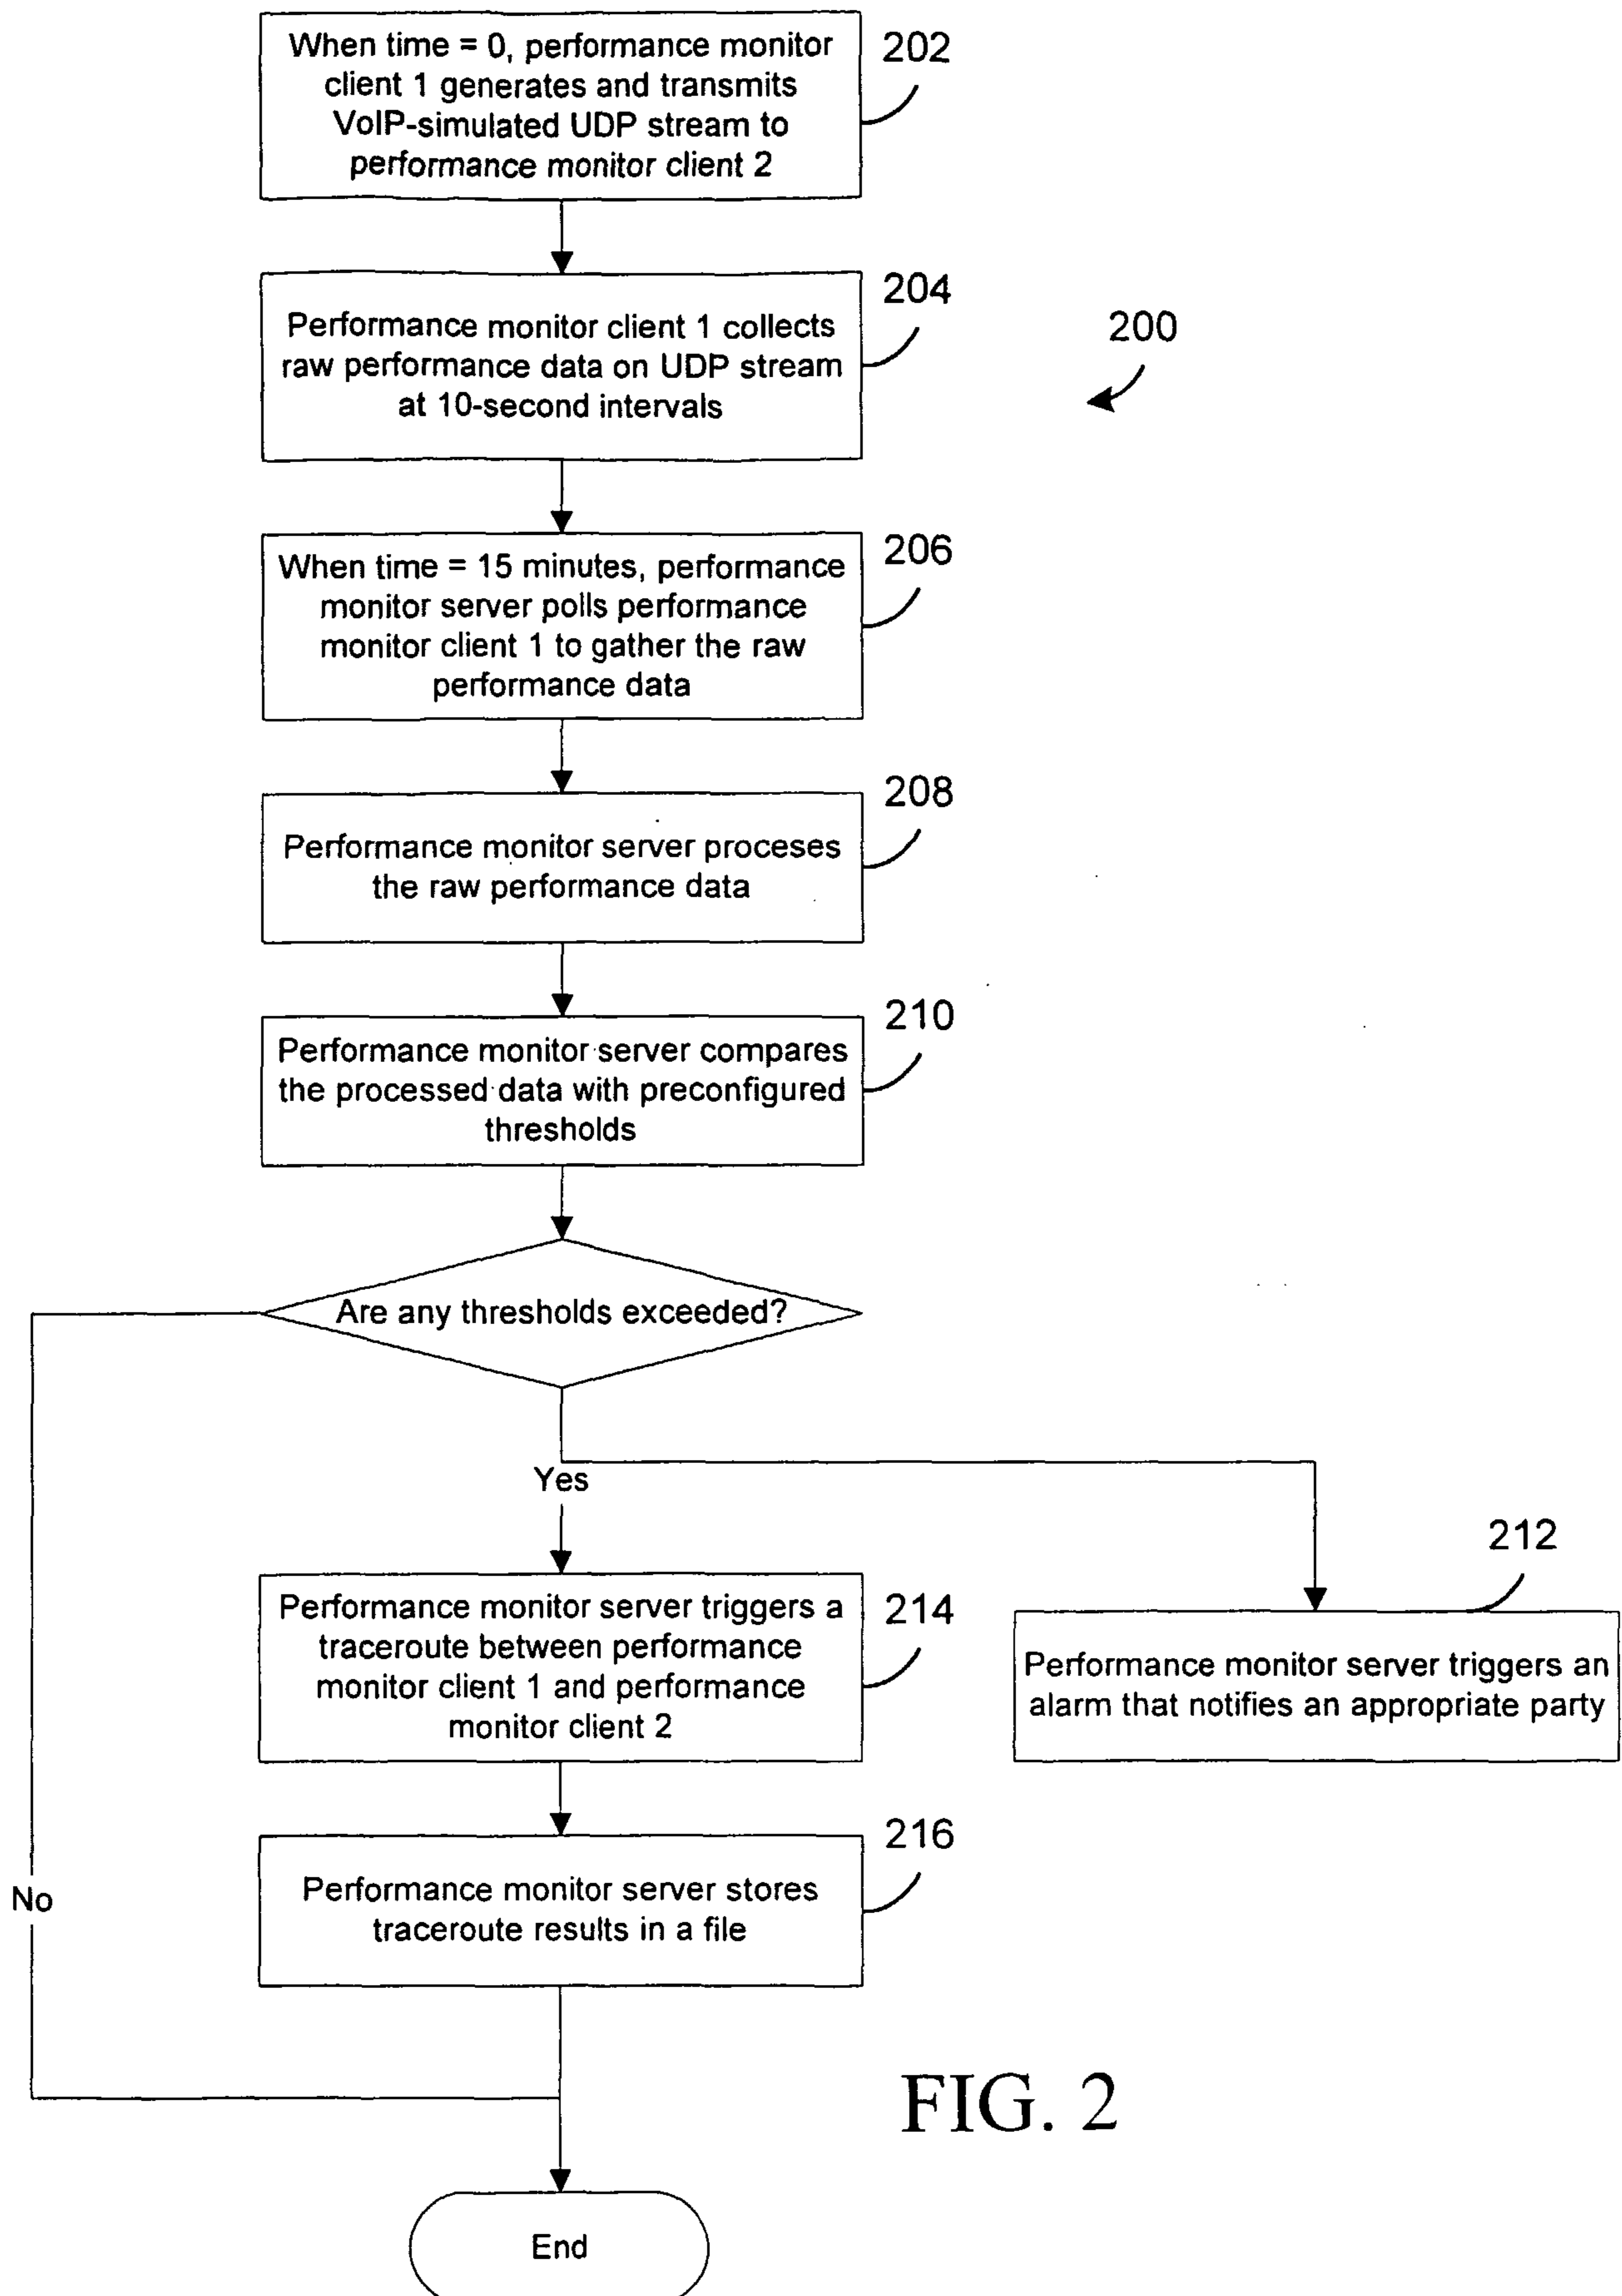 When time = 0, performance monitor
client 1 generates and transmits
VoIP-simulated UDP stream to
performance monitor client 2
202
Performance monitor client 1 collects
raw performance data on UDP stream
at 10-second intervals
204
200
When time = 15 minutes, performance
monitor server polls performance
monitor client 1 to gather the raw
performance data
206
Performance monitor server proceses
the raw performance data
208
Performance monitor server compares
the processed data with preconfigured
thresholds
210
Are any thresholds exceeded?
Yes
212
Performance monitor server triggers a
traceroute between performance
monitor client 1 and performance
monitor client 2
214
Performance monitor server triggers an
alarm that notifies an appropriate party
Performance monitor server stores
traceroute results in a file
216
No
FIG. 2
End